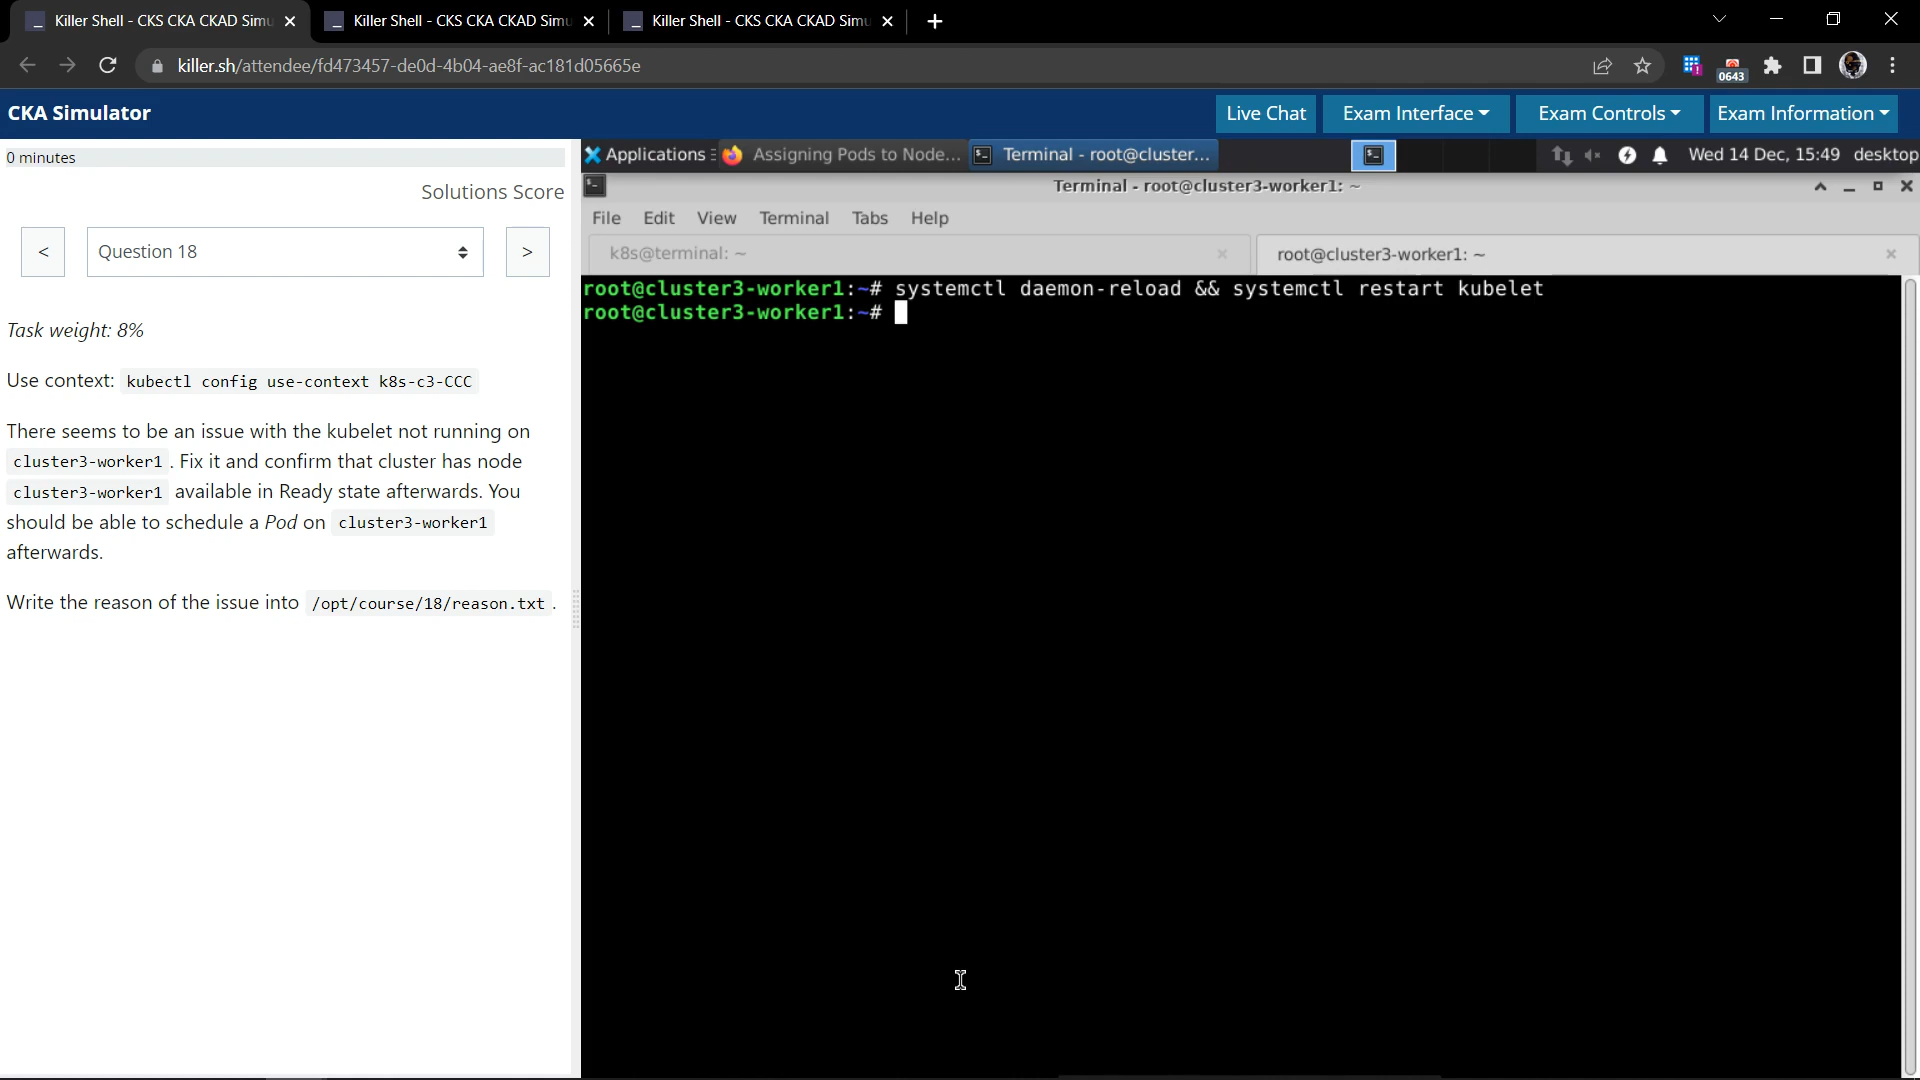 Killer Shell - CKS CKA CKAD Simu
Killer Shell - CKS CKA CKAD Simu
Killer Shell - CKS CKA CKAD Simu
killer.sh/attendee/fd473457-de0d-4b04-ae8f-ac181d05665e
0643
CKA Simulator
Live Chat
Exam Interface
Exam Controls
Exam Information
0 minutes
Solutions Score
<
Question 18
>
Task weight: 8%
Use context: kubectl config use-context k8s-c3-CCC
There seems to be an issue with the kubelet not running on
cluster3-worker1 . Fix it and confirm that cluster has node
cluster3-worker1 available in Ready state afterwards. You
should be able to schedule a Pod on cluster3-worker1
afterwards.
Write the reason of the issue into /opt/course/18/reason.txt .
Applications
Assigning Pods to Node...
Terminal - root@cluster...
Wed 14 Dec, 15:49
desktop
Terminal - root@cluster3-worker1: ~
File Edit View Terminal Tabs Help
k8s@terminal: ~
root@cluster3-worker1: ~
root@cluster3-worker1:~# systemctl daemon-reload && systemctl restart kubelet
root@cluster3-worker1:~#